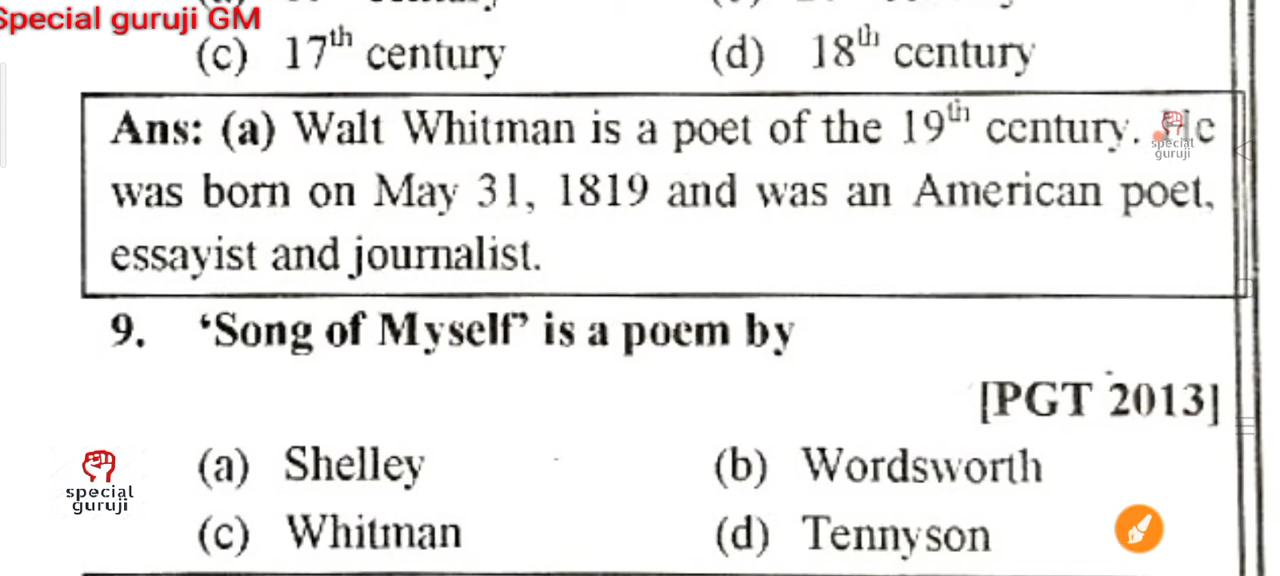 Special guruji GM
(c) 17th century (d) 18th century
Ans: (a) Walt Whitman is a poet of the 19th century. He
special
guruji
was born on May 31, 1819 and was an American poet,
essayist and journalist.
9. ‘Song of Myself’ is a poem by
[PGT 2013]
(a) Shelley (b) Wordsworth
special
guruji
(c) Whitman (d) Tennyson